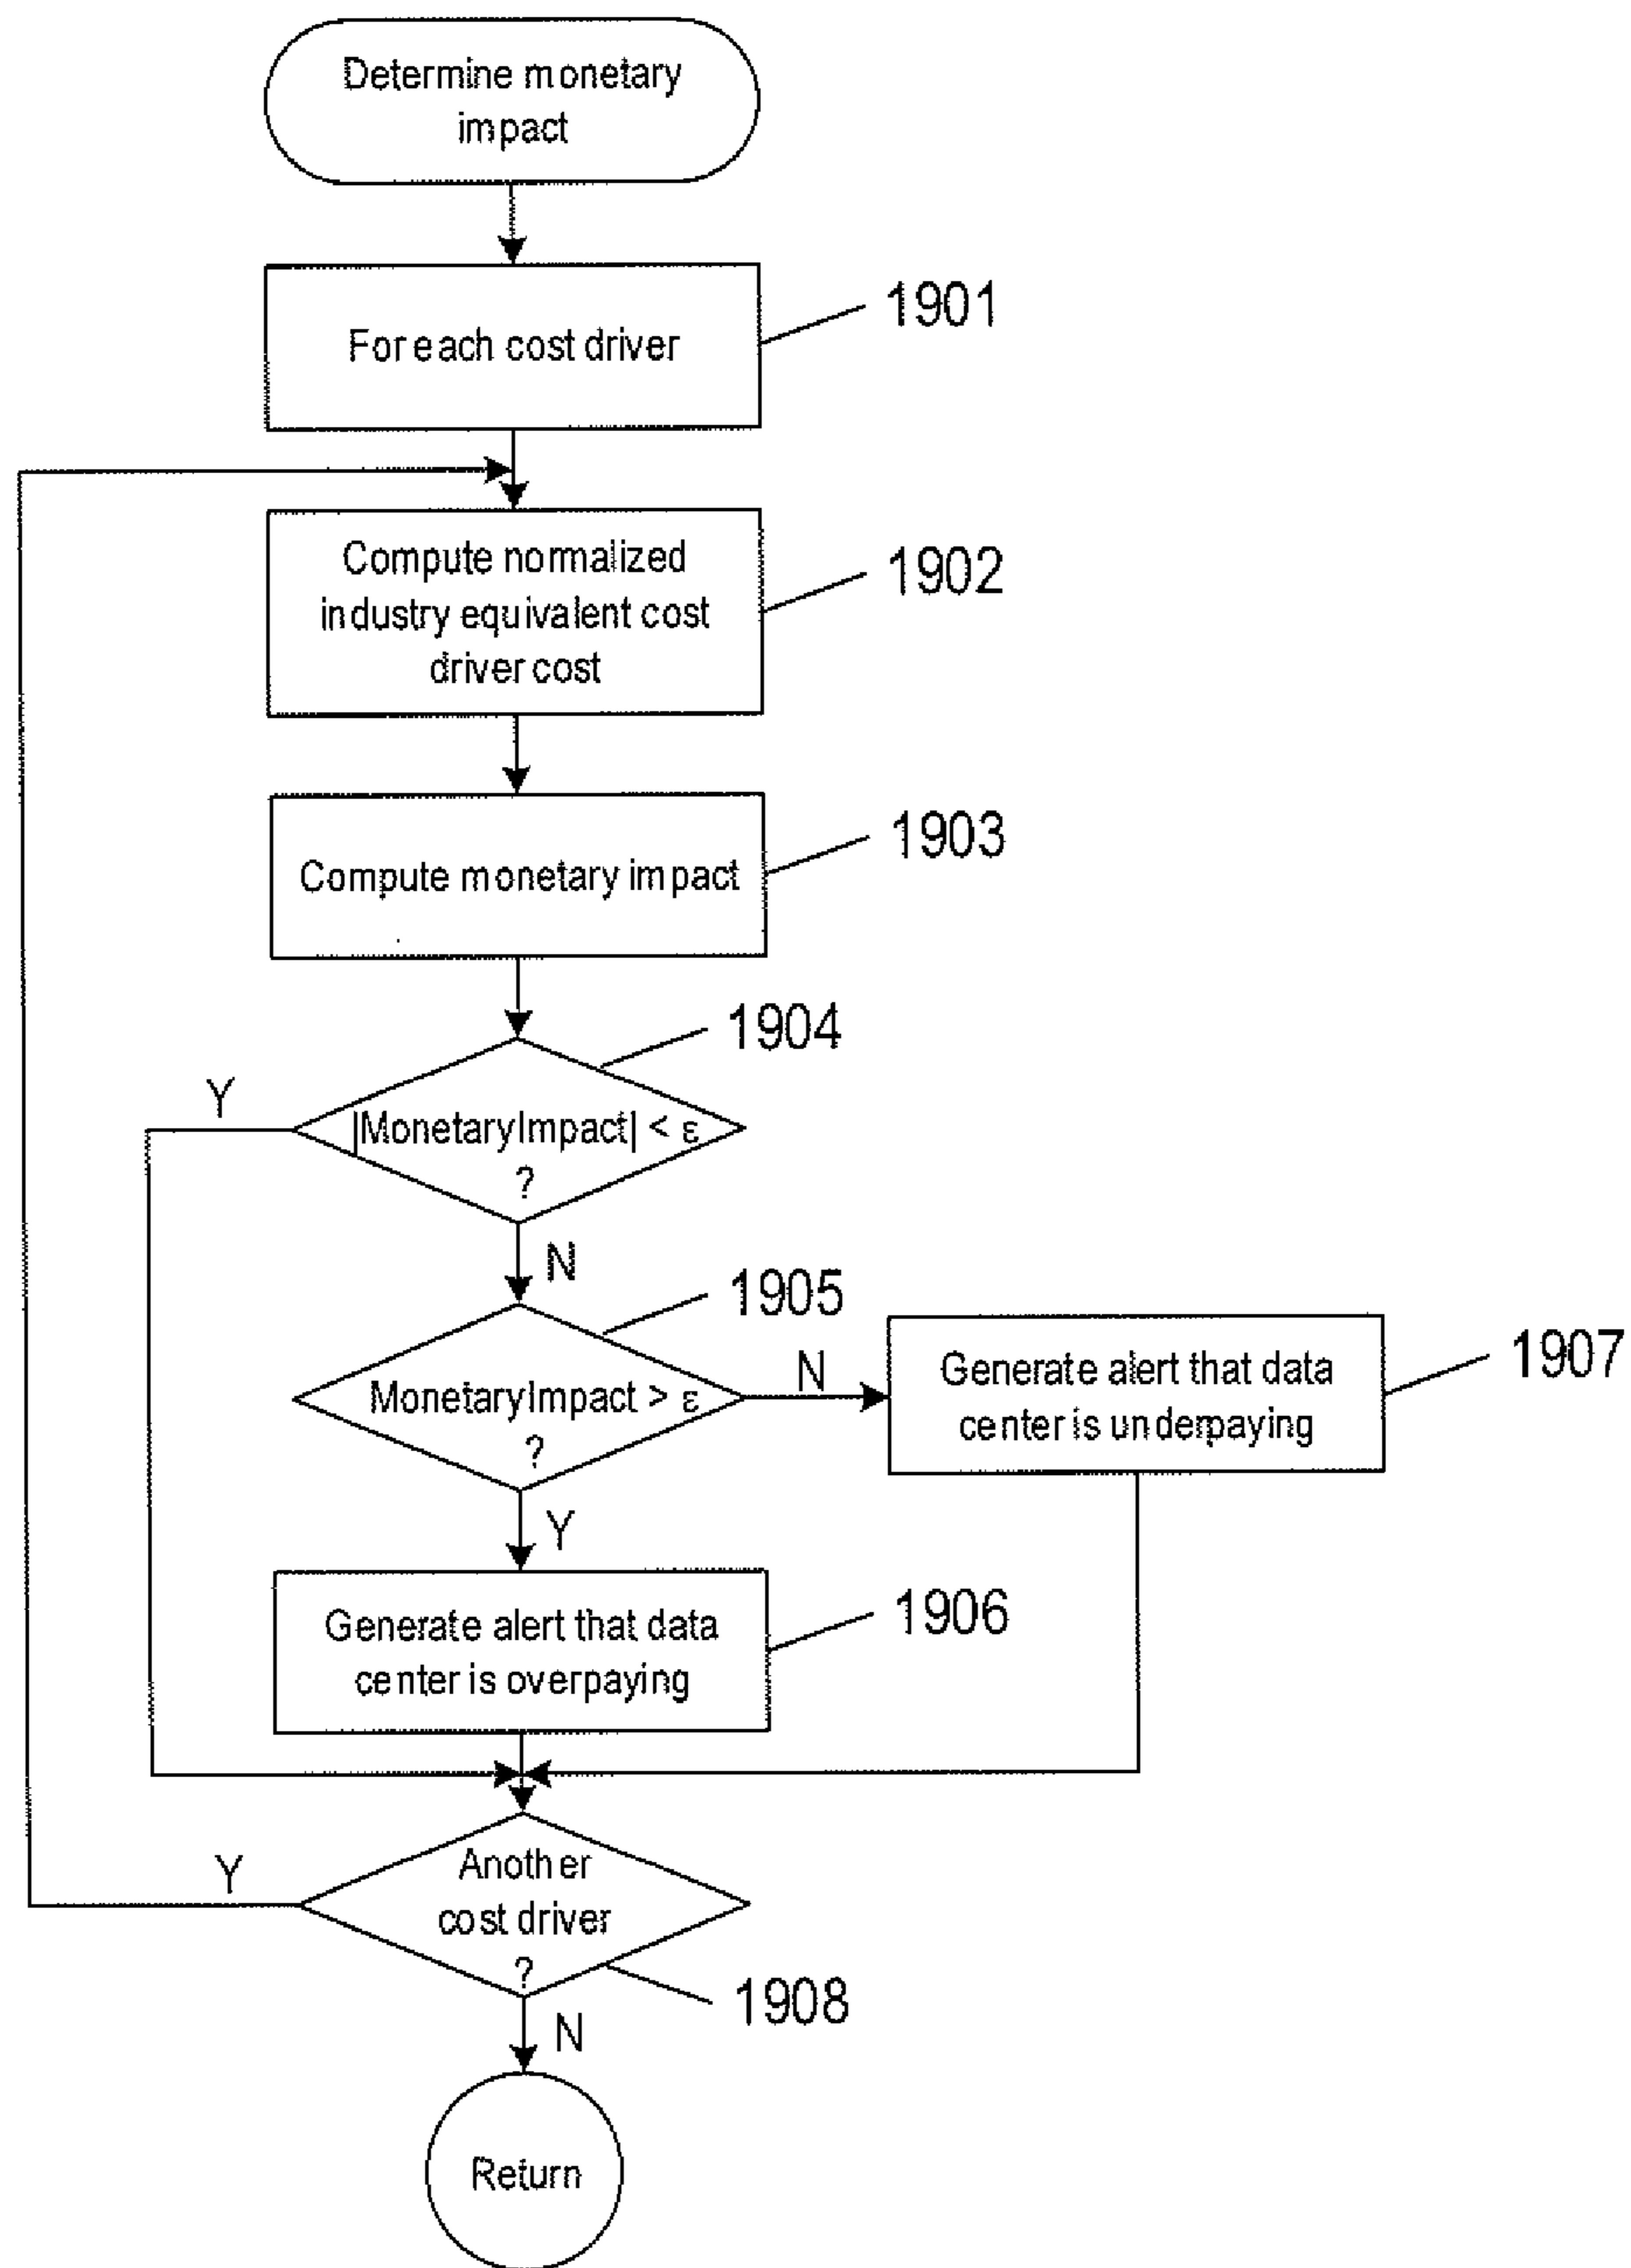 Determine monetary
impact
For each cost driver
1901
Compute normalized
industry equivalent cost
driver cost
1902
Compute monetary impact
1903
1904
Y
|MonetaryImpact| < ε
?
N
1905
MonetaryImpact > ε
?
N
Generate alert that data
center is underpaying
1907
Y
Generate alert that data
center is overpaying
1906
Y
Another
cost driver
?
1908
N
Return